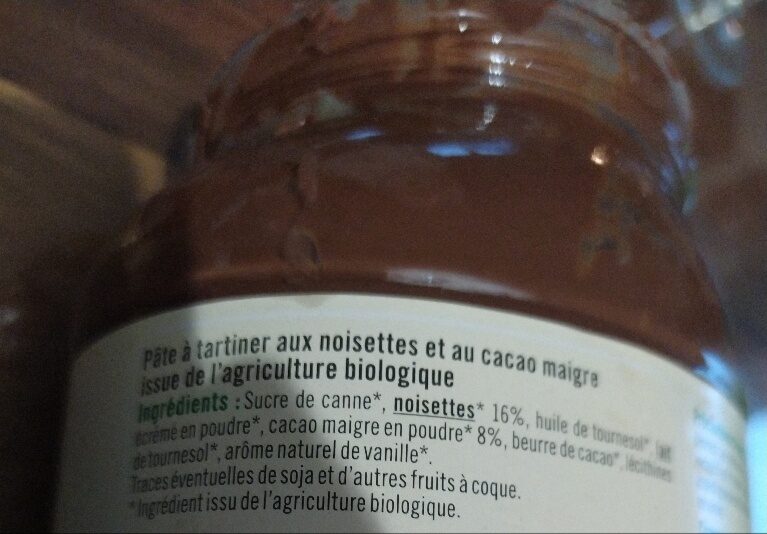 Pâte à tartiner aux noisettes et au cacao maigre
issue de l'agriculture biologique
Ingrédients : Sucre de canne*, noisettes* 16%, huile de tournesol*, lait
écrémé en poudre*, cacao maigre en poudre* 8%, beurre de cacao*, lécithines
de tournesol*, arôme naturel de vanille*.
Traces éventuelles de soja et d'autres fruits à coque.
*Ingrédient issu de l'agriculture biologique.